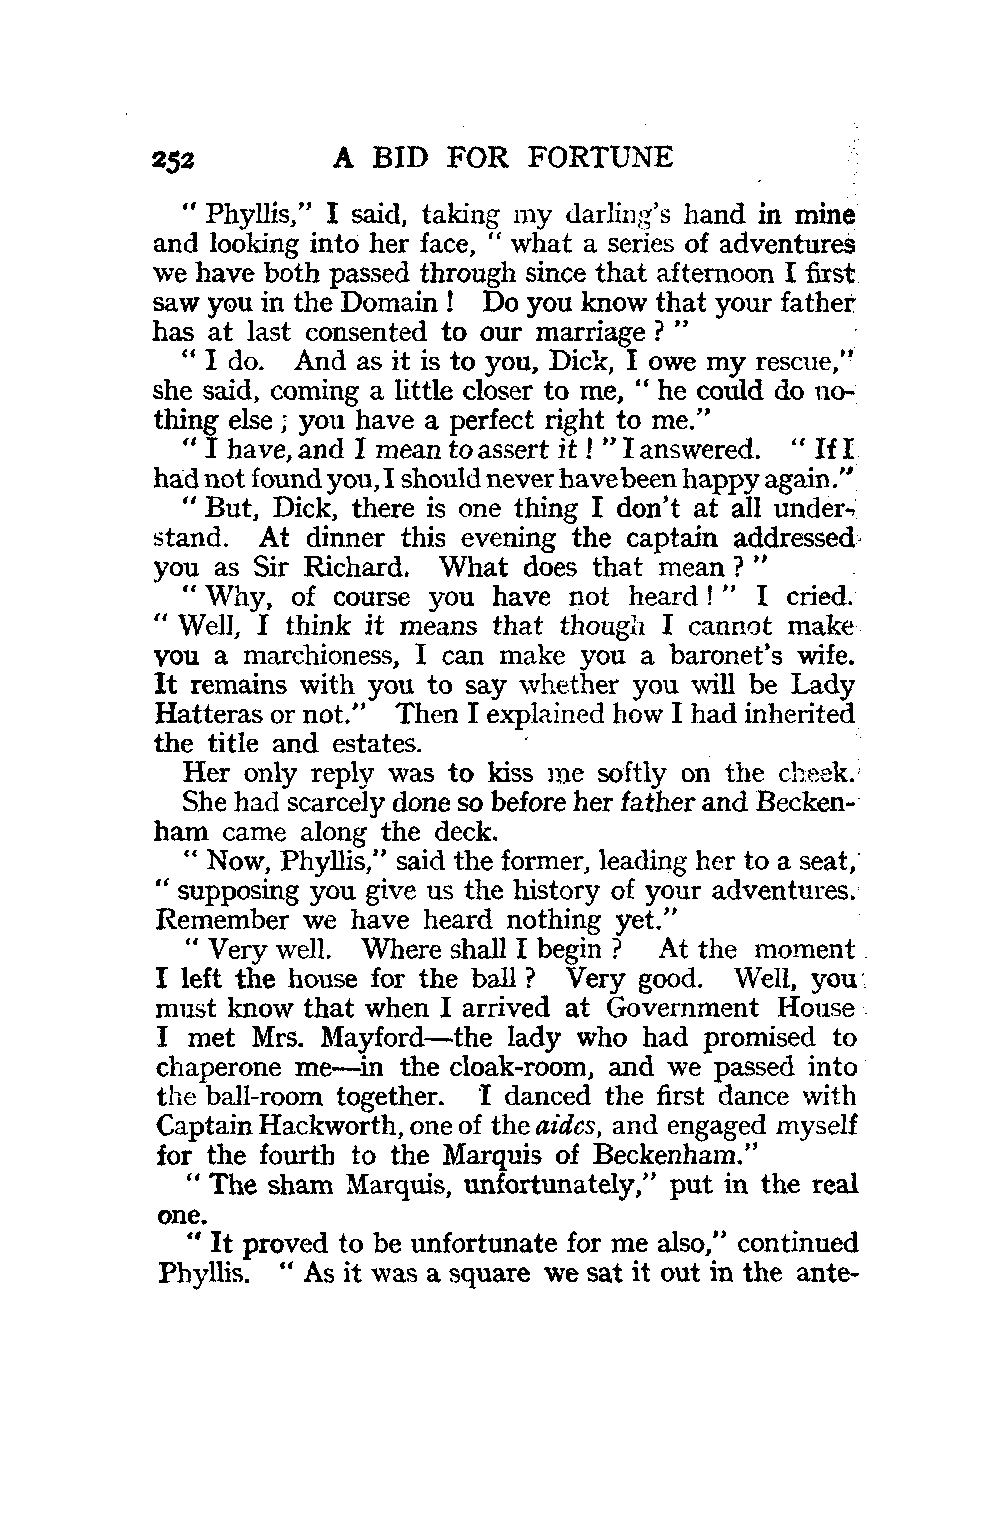 252 A BID FOR FORTUNE
“ Phyllis,” I said, taking my darling’s hand in mine
and looking into her face, “ what a series of adventures
we have both passed through since that afternoon I first
saw you in the Domain ! Do you know that your father
has at last consented to our marriage ? ”
“ I do. And as it is to you, Dick, I owe my rescue,”
she said, coming a little closer to me, “ he could do no-
thing else ; you have a perfect right to me.”
“ I have, and I mean to assert it ! ” I answered. “ If I
had not found you, I should never have been happy again.”
“ But, Dick, there is one thing I don’t at all under-
stand. At dinner this evening the captain addressed
you as Sir Richard. What does that mean ? ”
“ Why, of course you have not heard ! ” I cried.
“ Well, I think it means that though I cannot make
you a marchioness, I can make you a baronet’s wife.
It remains with you to say whether you will be Lady
Hatteras or not.” Then I explained how I had inherited
the title and estates.
Her only reply was to kiss me softly on the cheek.
She had scarcely done so before her father and Becken-
ham came along the deck.
“ Now, Phyllis,” said the former, leading her to a seat,
“ supposing you give us the history of your adventures.
Remember we have heard nothing yet.”
“ Very well. Where shall I begin ? At the moment
I left the house for the ball ? Very good. Well, you
must know that when I arrived at Government House
I met Mrs. Mayford—the lady who had promised to
chaperone me—in the cloak-room, and we passed into
the ball-room together. I danced the first dance with
Captain Hackworth, one of the aides, and engaged myself
for the fourth to the Marquis of Beckenham.”
“ The sham Marquis, unfortunately,” put in the real
one.
“ It proved to be unfortunate for me also,” continued
Phyllis. “ As it was a square we sat it out in the ante-